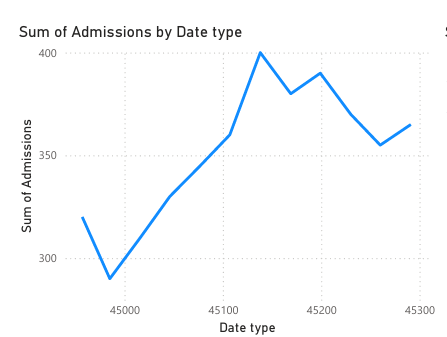 Sum of Admissions by Date type
400
350
300
Sum of Admissions
45000 45100 45200 45300
Date type